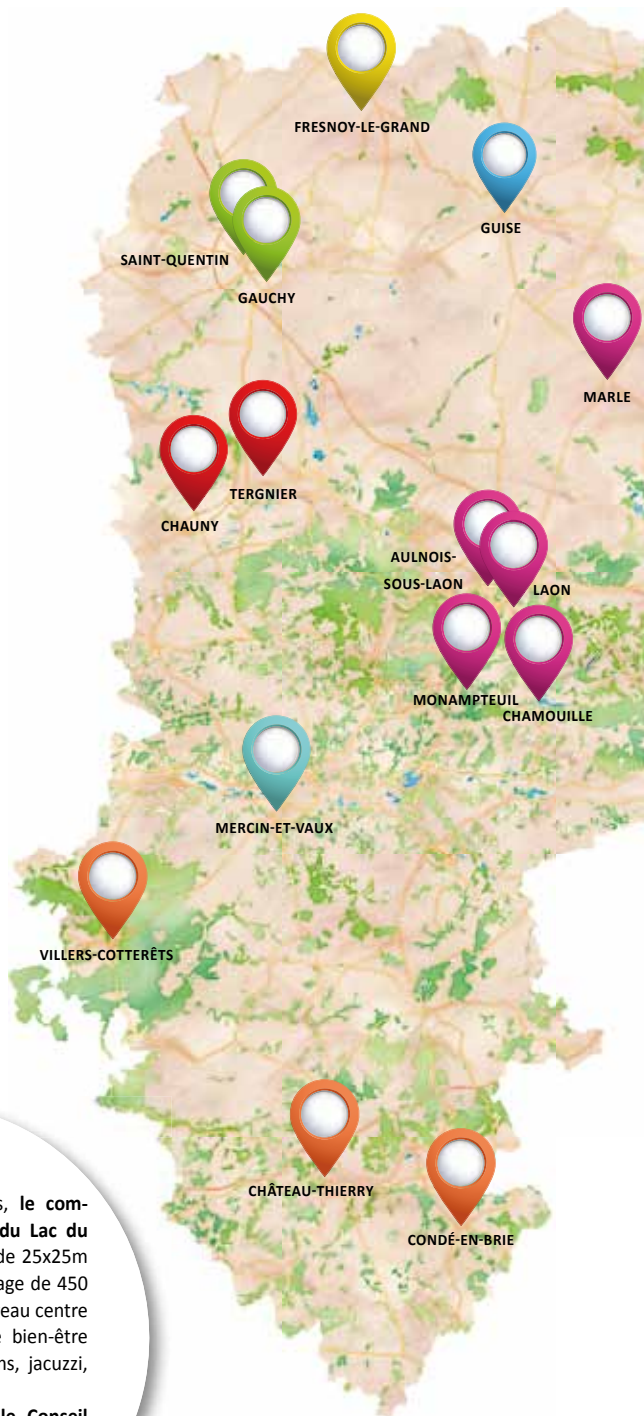 FRESNOY-LE-GRAND
GUISE
SAINT-QUENTIN
GAUCHY
MARLE
TERGNIER
CHAUNY
AULNOIS-
SOUS-LAON
LAON
MONAMPTEUIL
CHAMOUILLE
MERCIN-ET-VAUX
VILLERS-COTTERÊTS
CHÂTEAU-THIERRY
CONDÉ-EN-BRIE
s, le com-
du Lac du
de 25x25m
age de 450
eau centre
e bien-être
ns, jacuzzi,
le Conseil